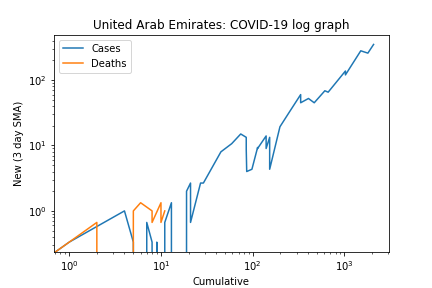 United Arab Emirates: COVID-19 log graph
Cases
Deaths
New (3 day SMA)
10²
10¹
10⁰
10⁰ 10¹ 10² 10³
Cumulative